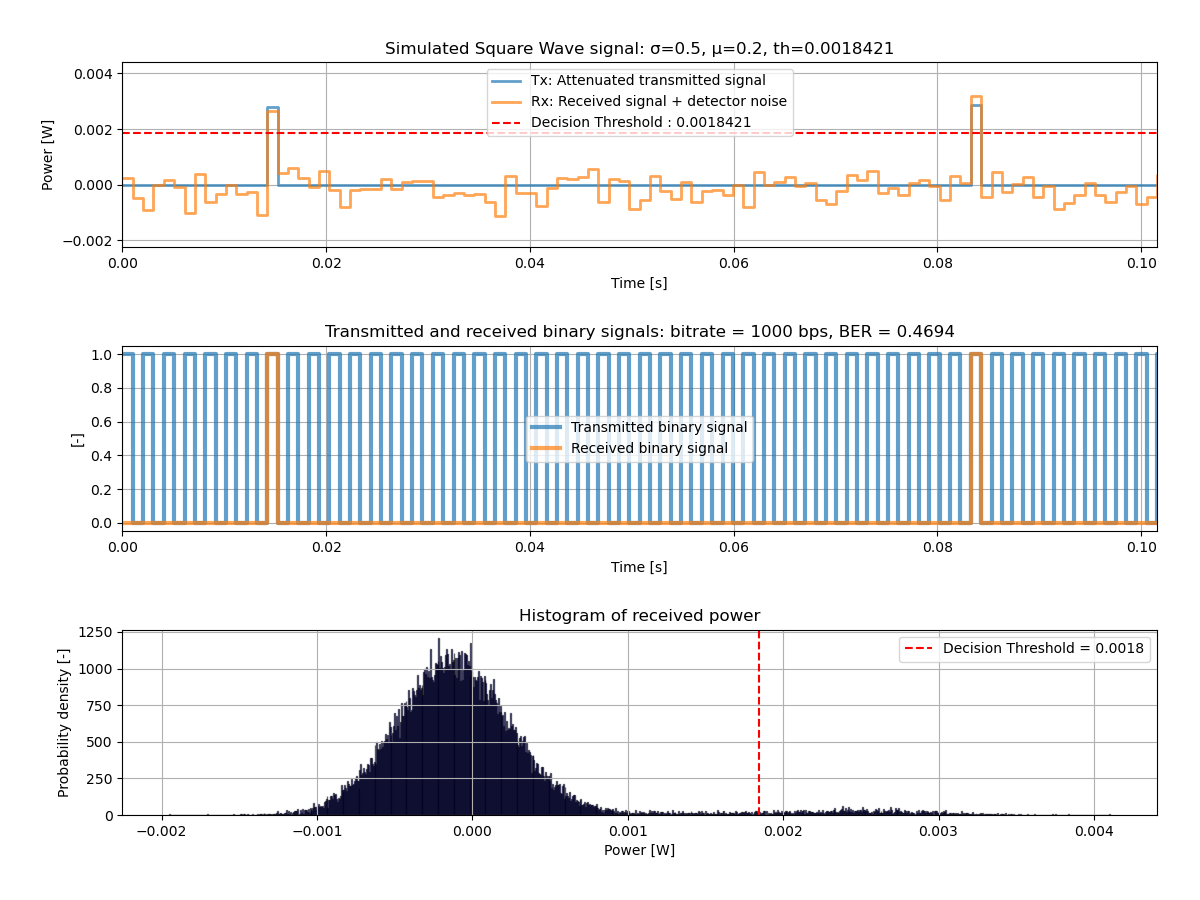 Simulated Square Wave signal: σ=0.5, μ=0.2, th=0.0018421
Tx: Attenuated transmitted signal
Rx: Received signal + detector noise
Decision Threshold : 0.0018421
Power [W]
0.004
0.002
0.000
−0.002
0.00 0.02 0.04 0.06 0.08 0.10
Time [s]
Transmitted and received binary signals: bitrate = 1000 bps, BER = 0.4694
Transmitted binary signal
Received binary signal
[-]
1.0
0.8
0.6
0.4
0.2
0.0
0.00 0.02 0.04 0.06 0.08 0.10
Time [s]
Histogram of received power
Decision Threshold = 0.0018
Probability density [-]
1250
1000
750
500
250
0
−0.002 −0.001 0.000 0.001 0.002 0.003 0.004
Power [W]